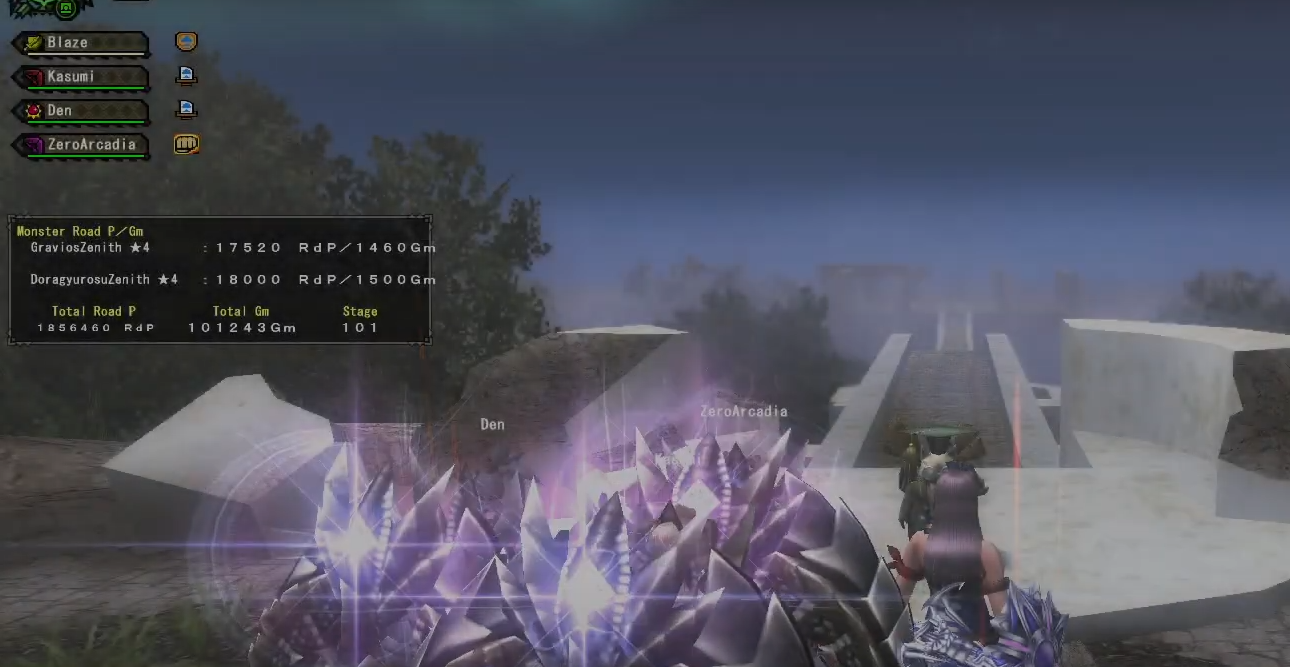 Blaze
Kasumi
Den
ZeroArcadia
Monster Road P/Gm
GraviosZenith ★4 : 17520 RdP/1460Gm
DoragyurosuZenith ★4 : 18000 RdP/1500Gm
Total Road P Total Gm Stage
1856460 RdP 101243Gm 101
Den
ZeroArcadia